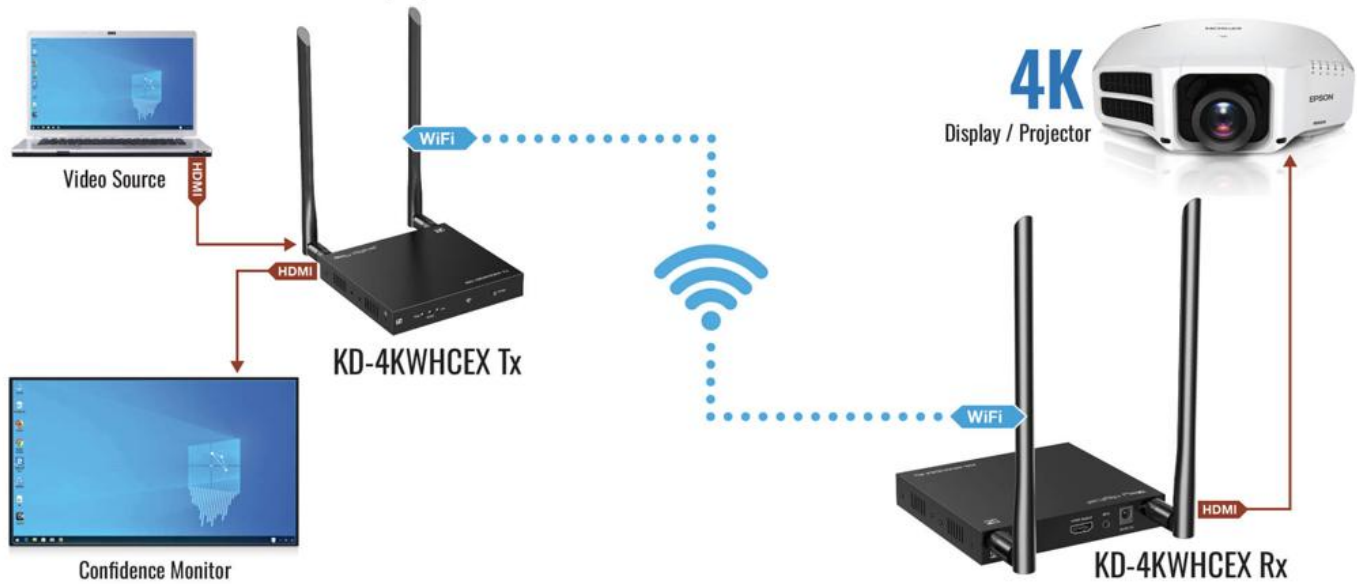 4K
Display / Projector
EPSON
Video Source
HDMI
WiFi
HDMI
KD-4KWHCEX Tx
WiFi
HDMI
Confidence Monitor
KD-4KWHCEX Rx